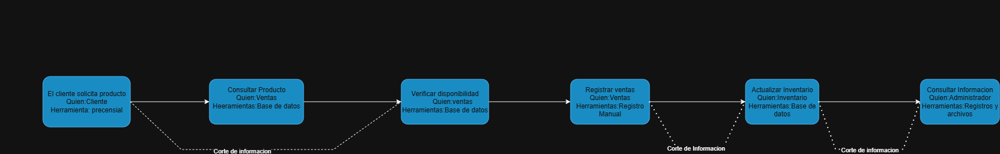 El cliente solicita producto
Quien:Cliente
Herramienta: precensial
Consultar Producto
Quien:Ventas
Heeramientas:Base de datos
Verificar disponibilidad
Quien:ventas
Herramientas:Base de datos
Registrar ventas
Quien:Ventas
Herramientas:Registro
Manual
Actualizar Inventario
Quien:Inventario
Herramientas:Base de
datos
Consultar Informacion
Quien:Administrador
Herramientas:Registros y
archivos
Corte de informacion
Corte de Informacion
Corte de informacion